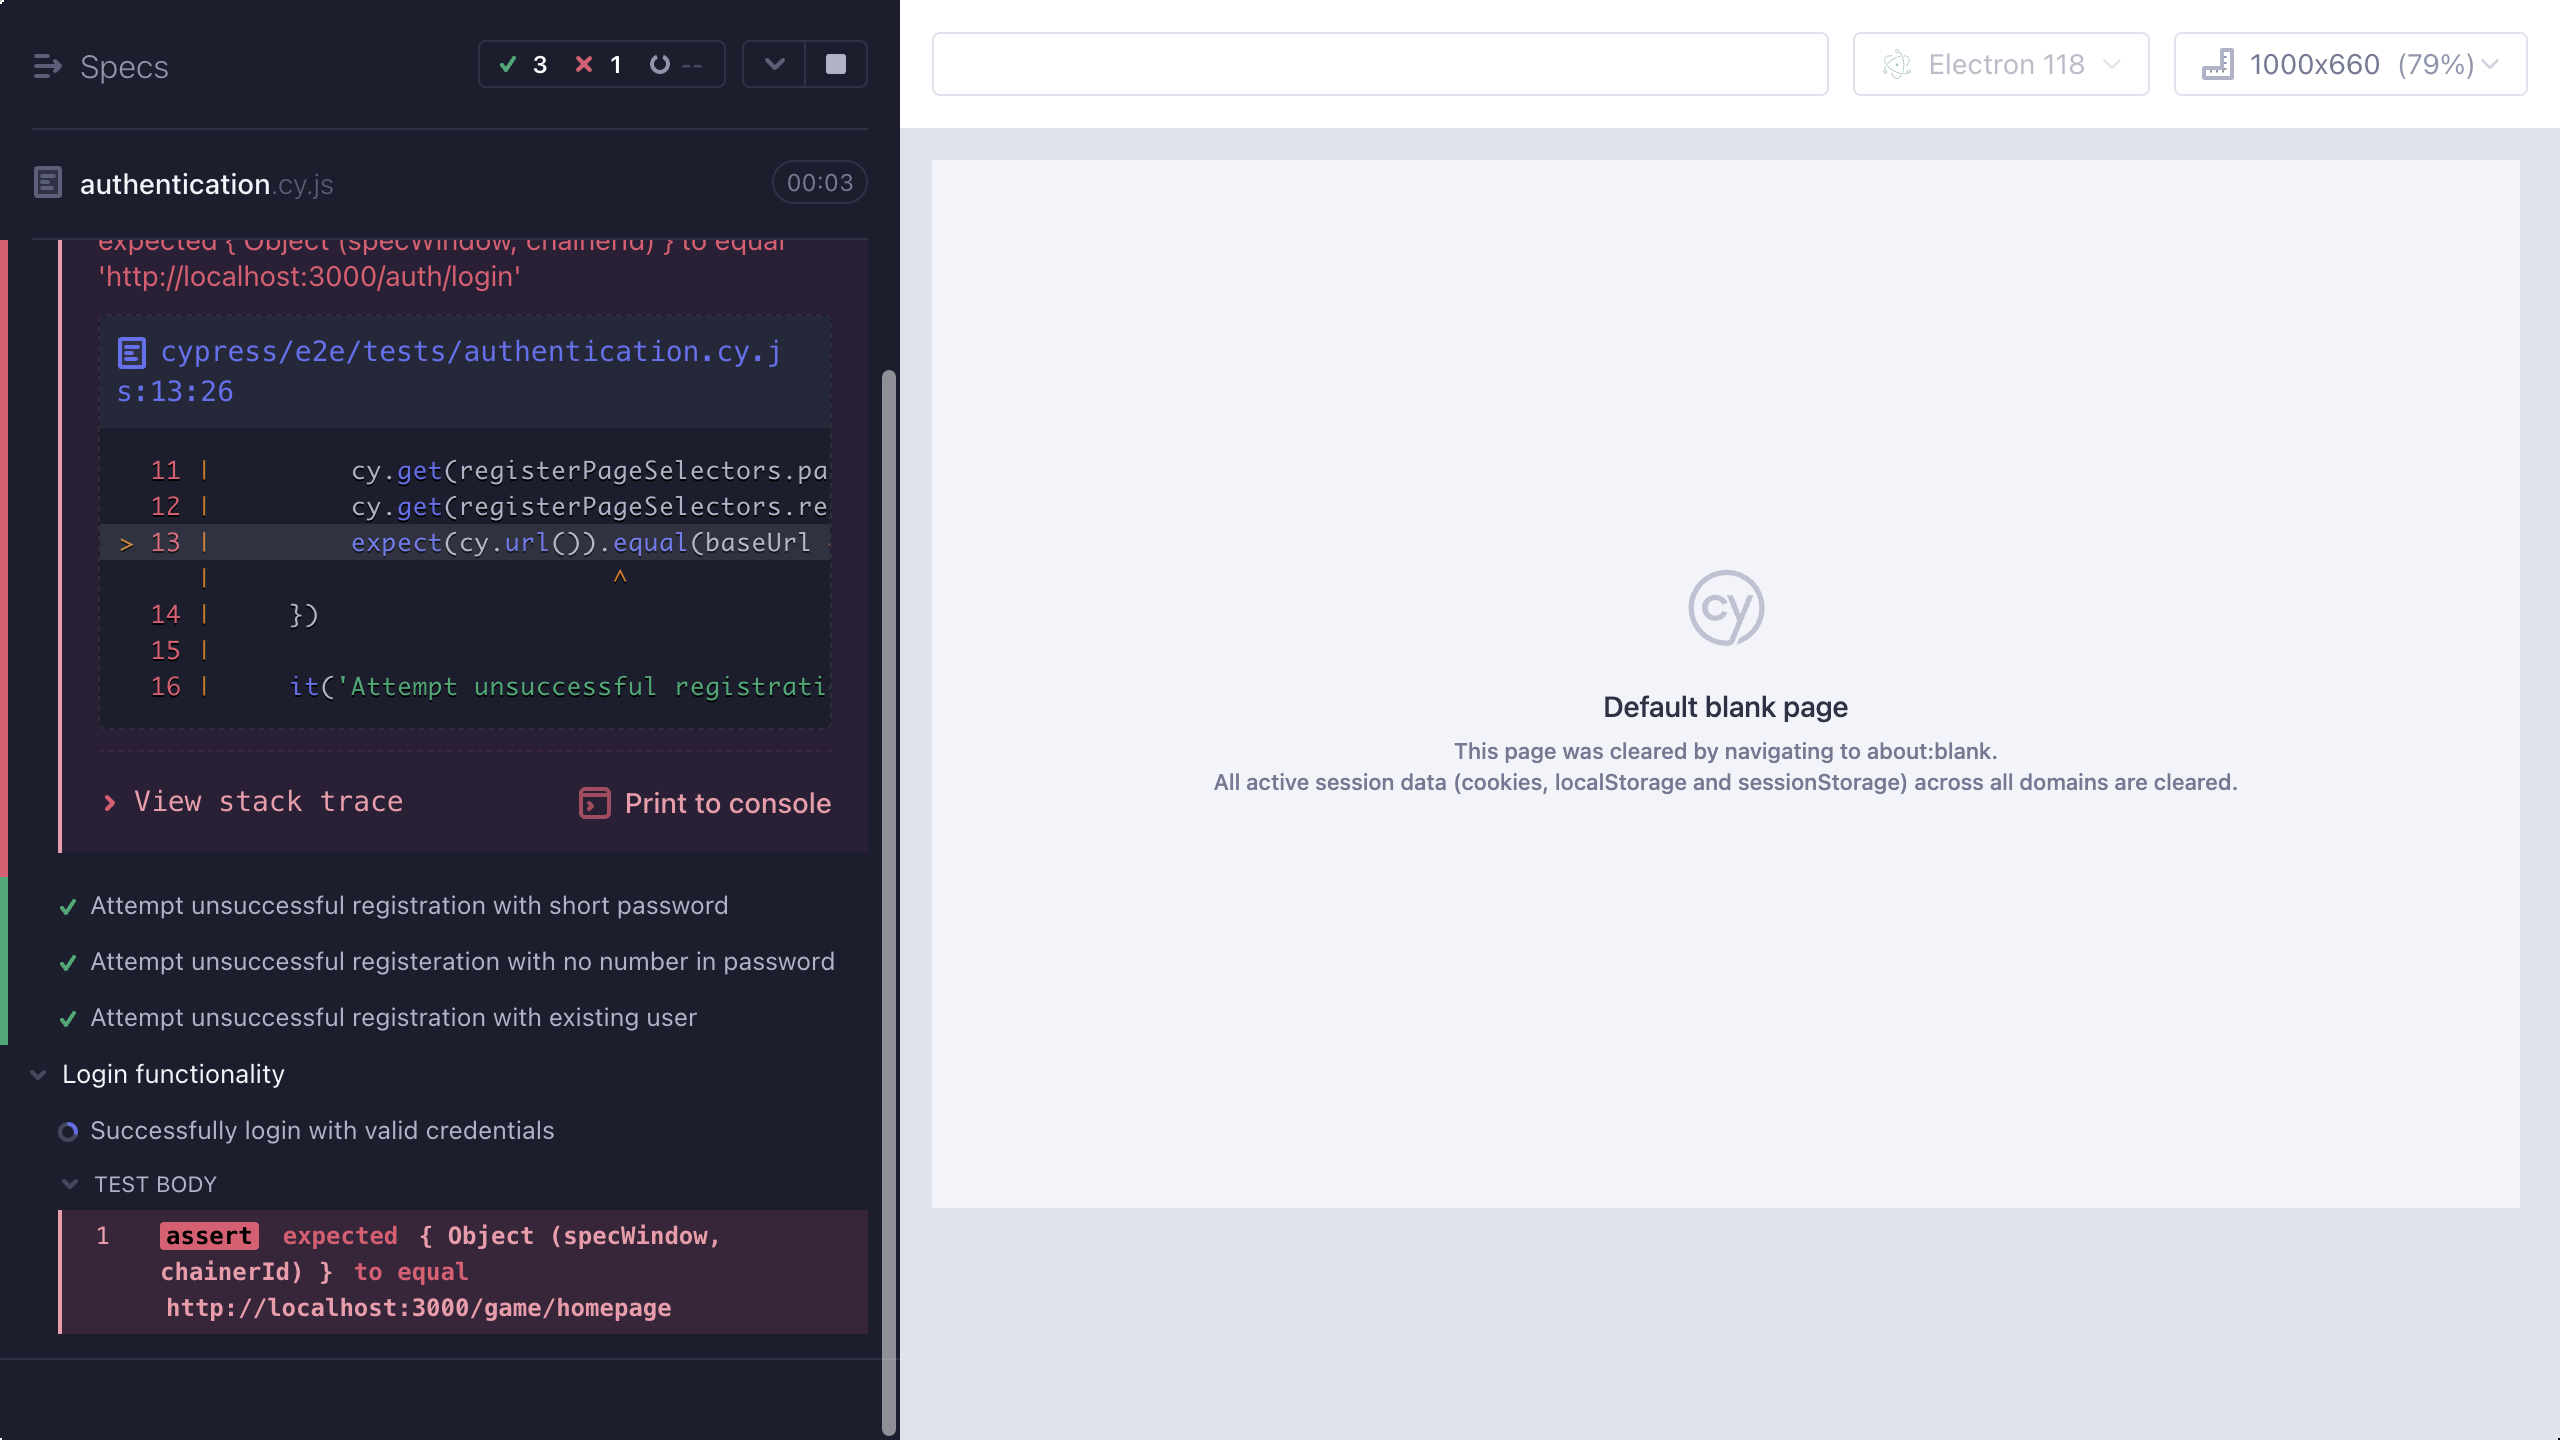 Specs
3 1 --
authentication.cy.js
00:03
expected { Object (specWindow, chainerId) } to equal
'http://localhost:3000/auth/login'
cypress/e2e/tests/authentication.cy.j
s:13:26
11 | cy.get(registerPageSelectors.pa
12 | cy.get(registerPageSelectors.re
> 13 | expect(cy.url()).equal(baseUrl
| ^
14 | })
15 |
16 | it('Attempt unsuccessful registrati
View stack trace
Print to console
Attempt unsuccessful registration with short password
Attempt unsuccessful registeration with no number in password
Attempt unsuccessful registration with existing user
Login functionality
Successfully login with valid credentials
TEST BODY
1 assert expected { Object (specWindow,
chainerId) } to equal
http://localhost:3000/game/homepage
Electron 118
1000x660 (79%)
cy
Default blank page
This page was cleared by navigating to about:blank.
All active session data (cookies, localStorage and sessionStorage) across all domains are cleared.